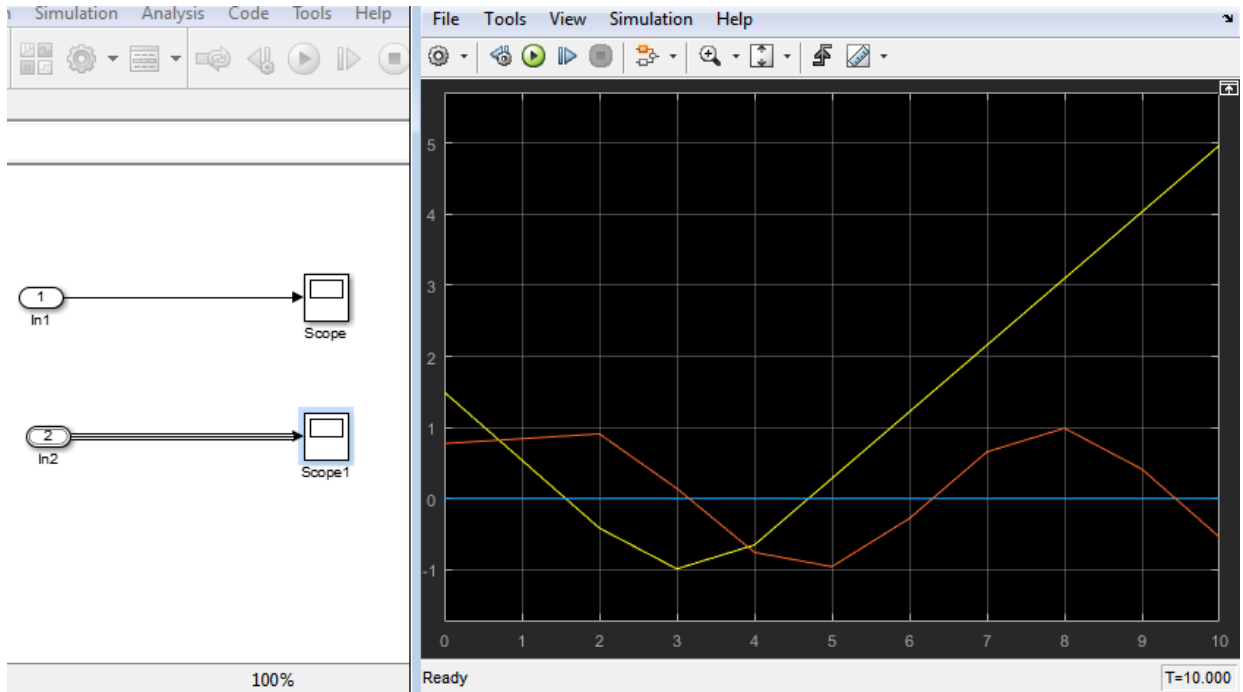 Simulation Analysis Code Tools Help
1
In1
Scope
2
In2
Scope1
100%
File Tools View Simulation Help
5
4
3
2
1
0
-1
0 1 2 3 4 5 6 7 8 9 10
Ready T=10.000